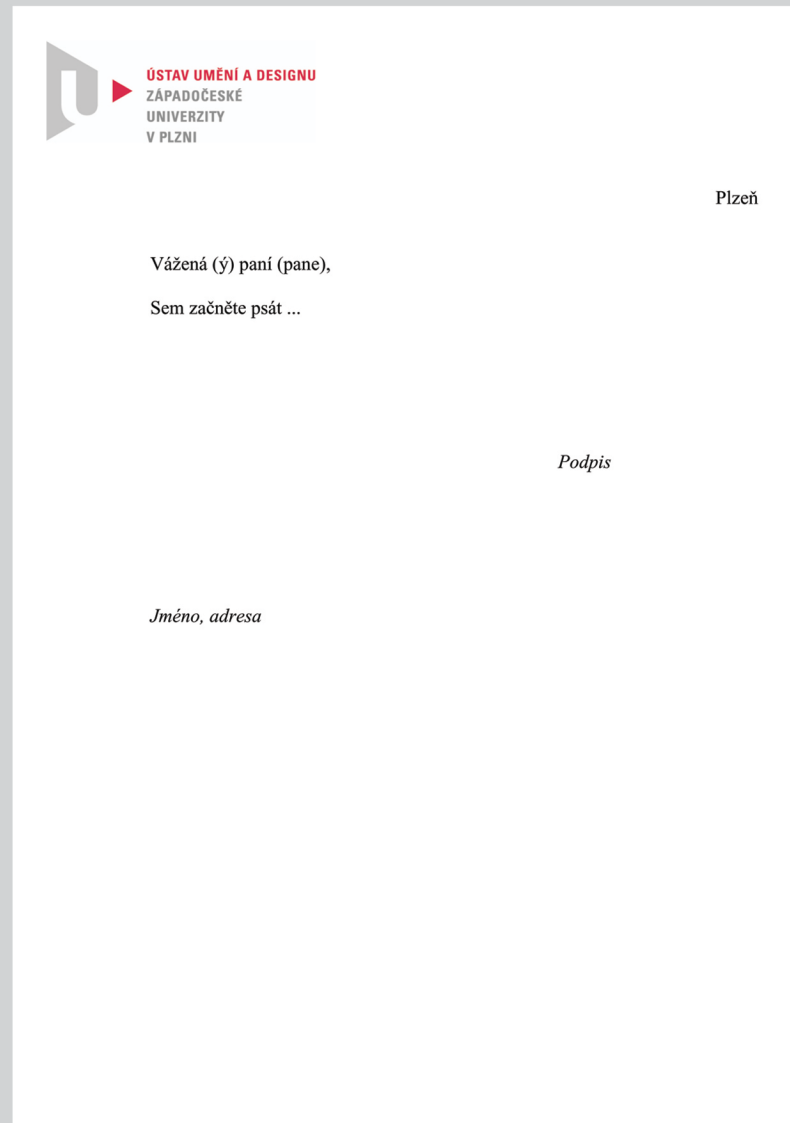 ÚSTAV UMĚNÍ A DESIGNU
ZÁPADOČESKÉ
UNIVERZITY
V PLZNI
Plzeň
Vážená (ý) paní (pane),
Sem začněte psát ...
Podpis
Jméno, adresa